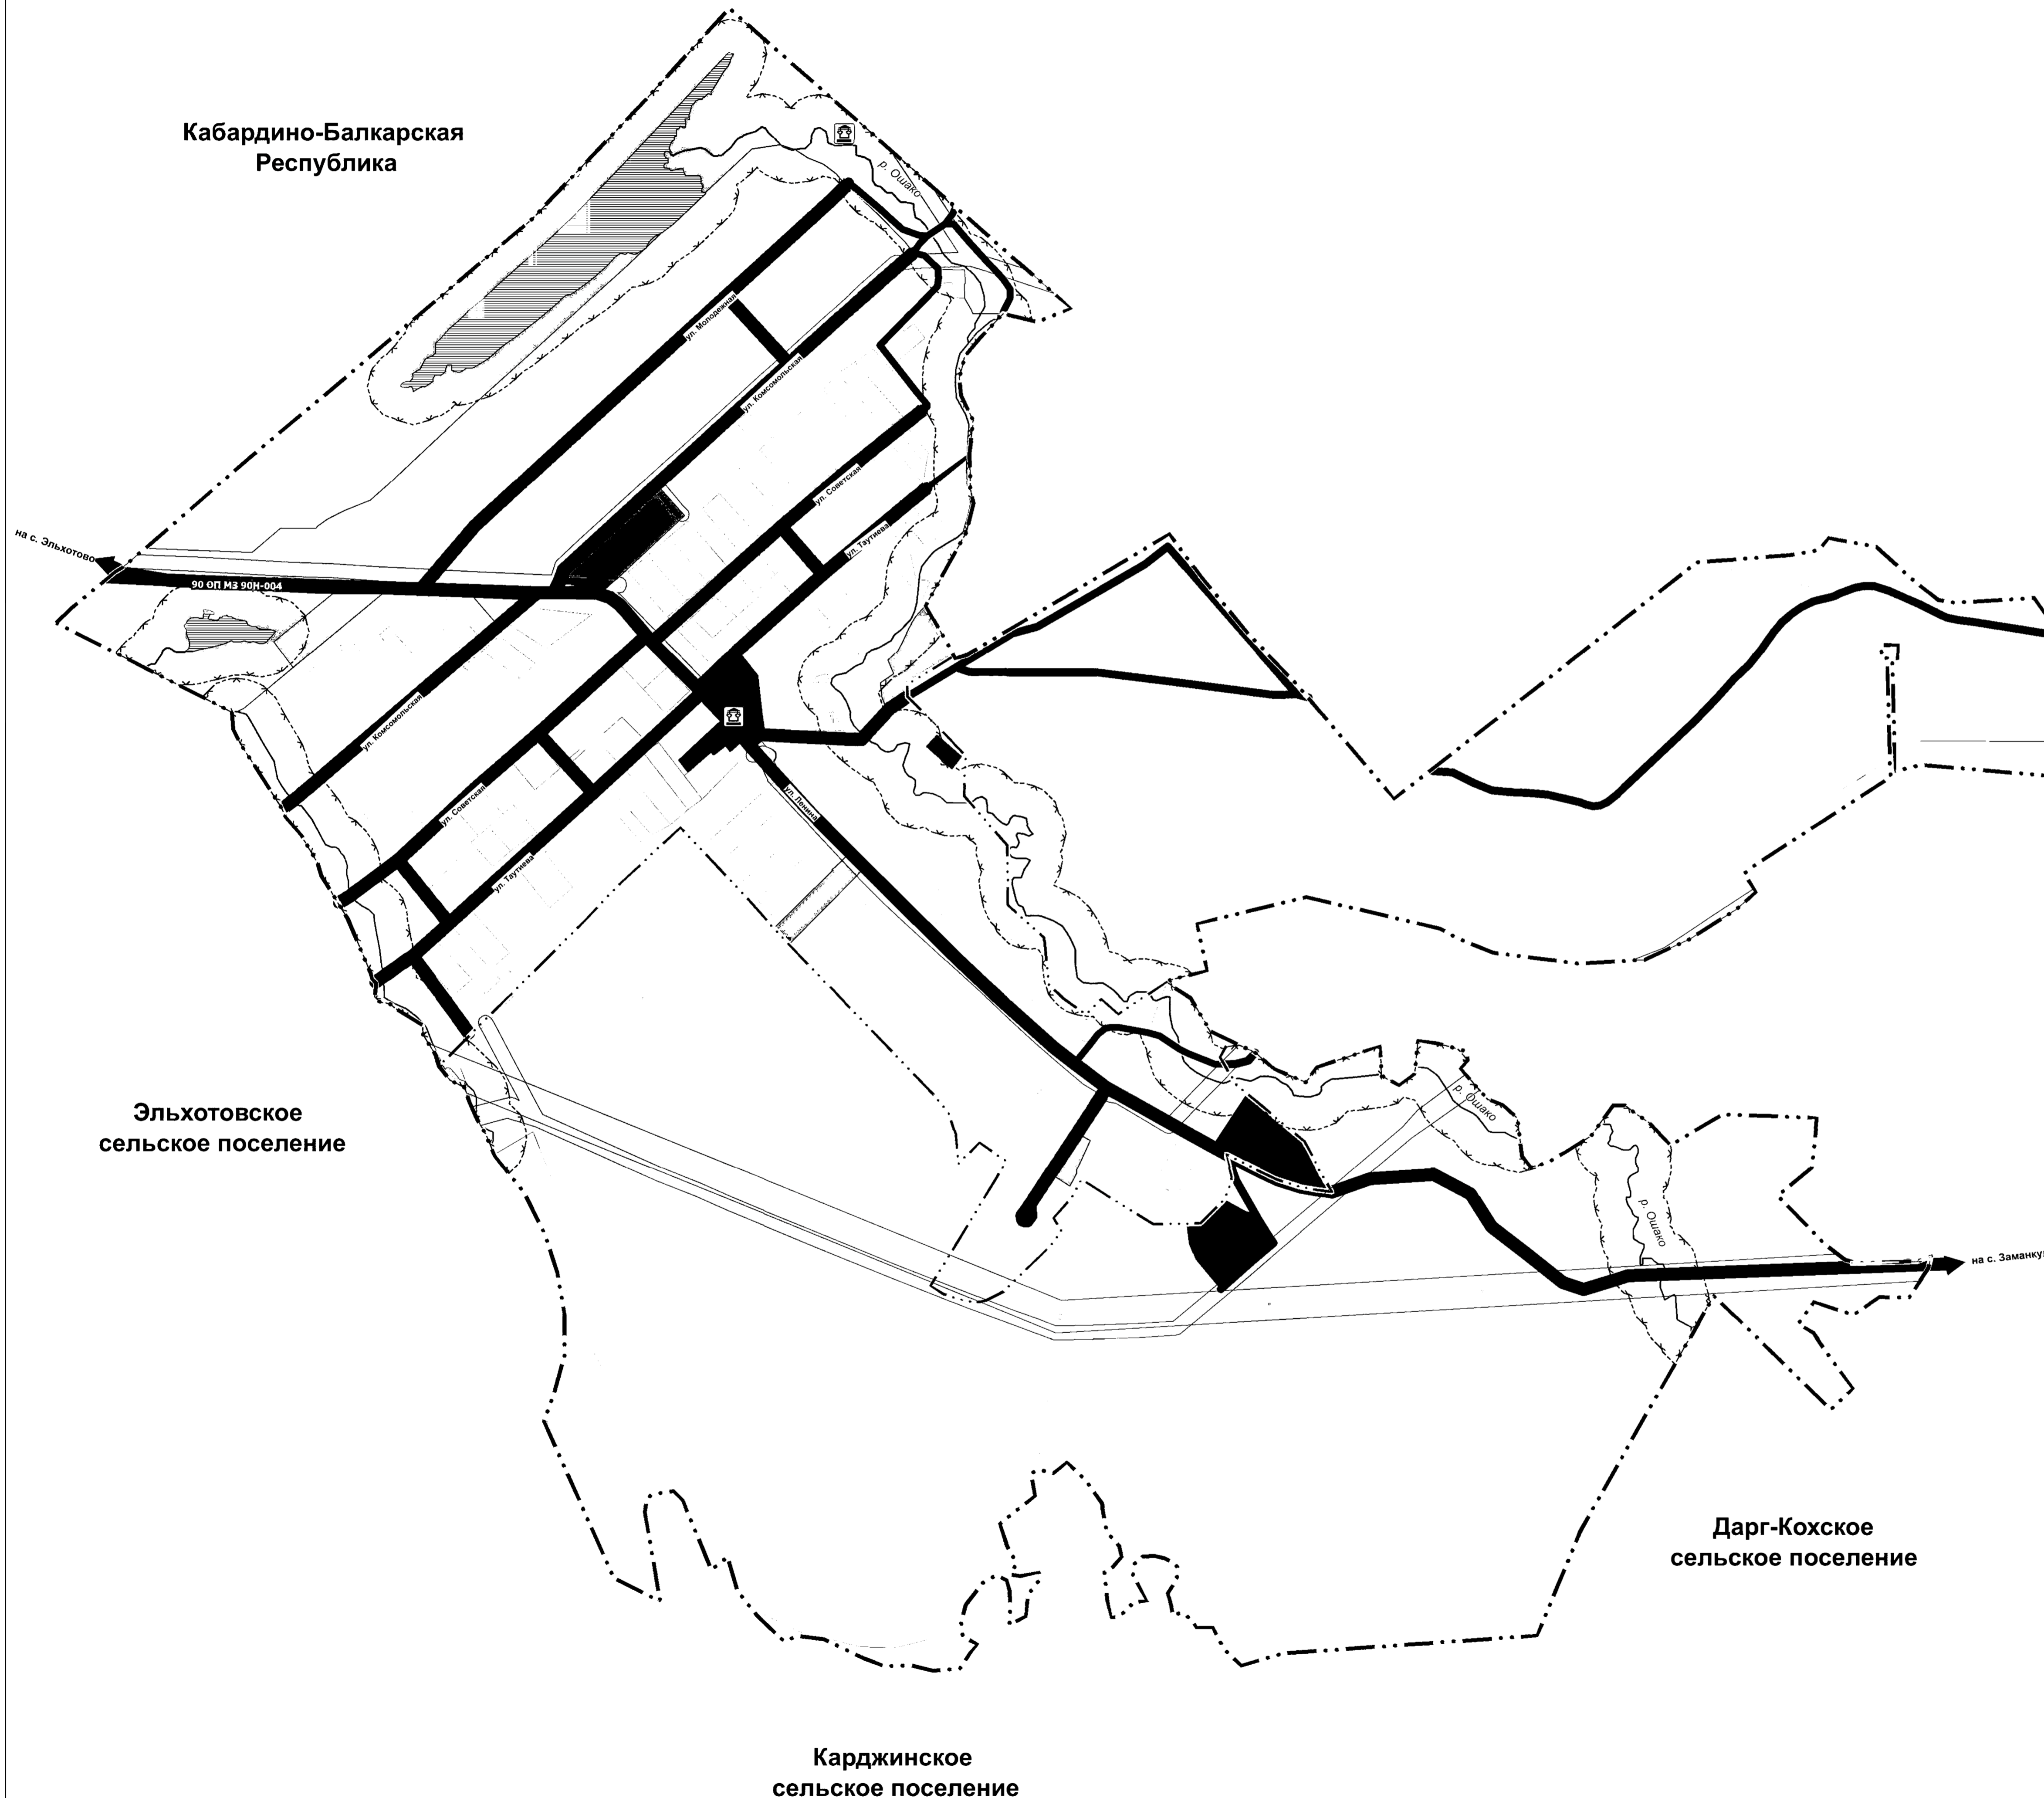 Кабардино-Балкарская
Республика
р. Ошако
ул. Молодежная
ул. Комсомольская
ул. Советская
ул. Таутиева
на с. Эльхотово
90 ОП МЗ 90Н-004
ул. Комсомольская
ул. Советская
ул. Ленина
ул. Таутиева
р. Ошако
Эльхотовское
сельское поселение
р. Ошако
на с. Заманку
Дарг-Кохское
сельское поселение
Карджинское
сельское поселение